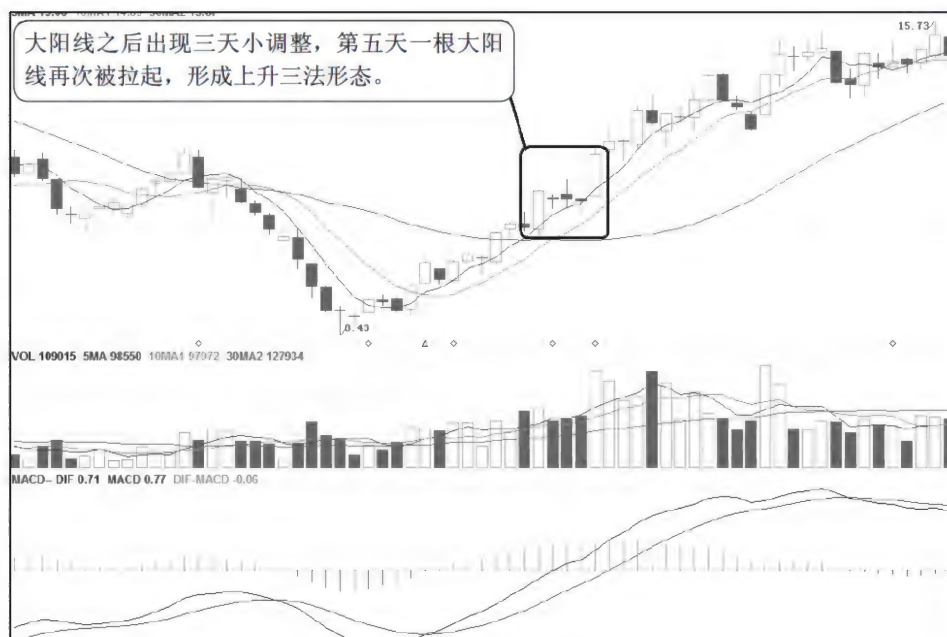 大阳线之后出现三天小调整，第五天一根大阳
线再次被拉起，形成上升三法形态。
15.73
8.43
VOL 109015 5MA 98550 10MA1 97972 30MA2 127934
MACD- DIF 0.71 MACD 0.77 DIF-MACD -0.06